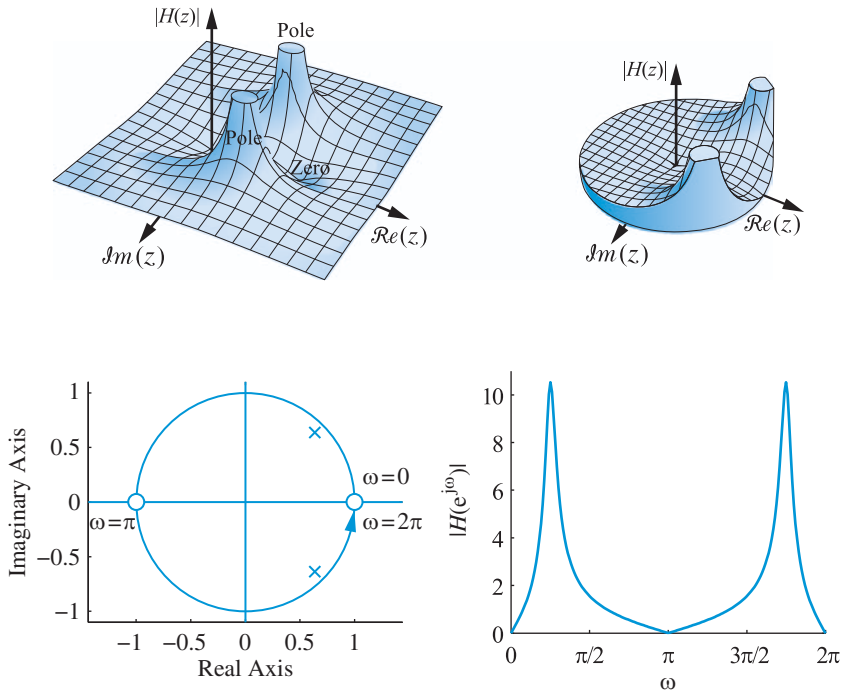 |H(z)|
Pole
Pole
Zero
ℐm(z)
ℛe(z)
|H(z)|
ℐm(z)
ℛe(z)
Imaginary Axis
1
0.5
0
−0.5
−1
ω=0
ω=π
ω=2π
−1
−0.5
0
0.5
1
Real Axis
|H(e^{jω})|
10
8
6
4
2
0
0
π/2
π
3π/2
2π
ω